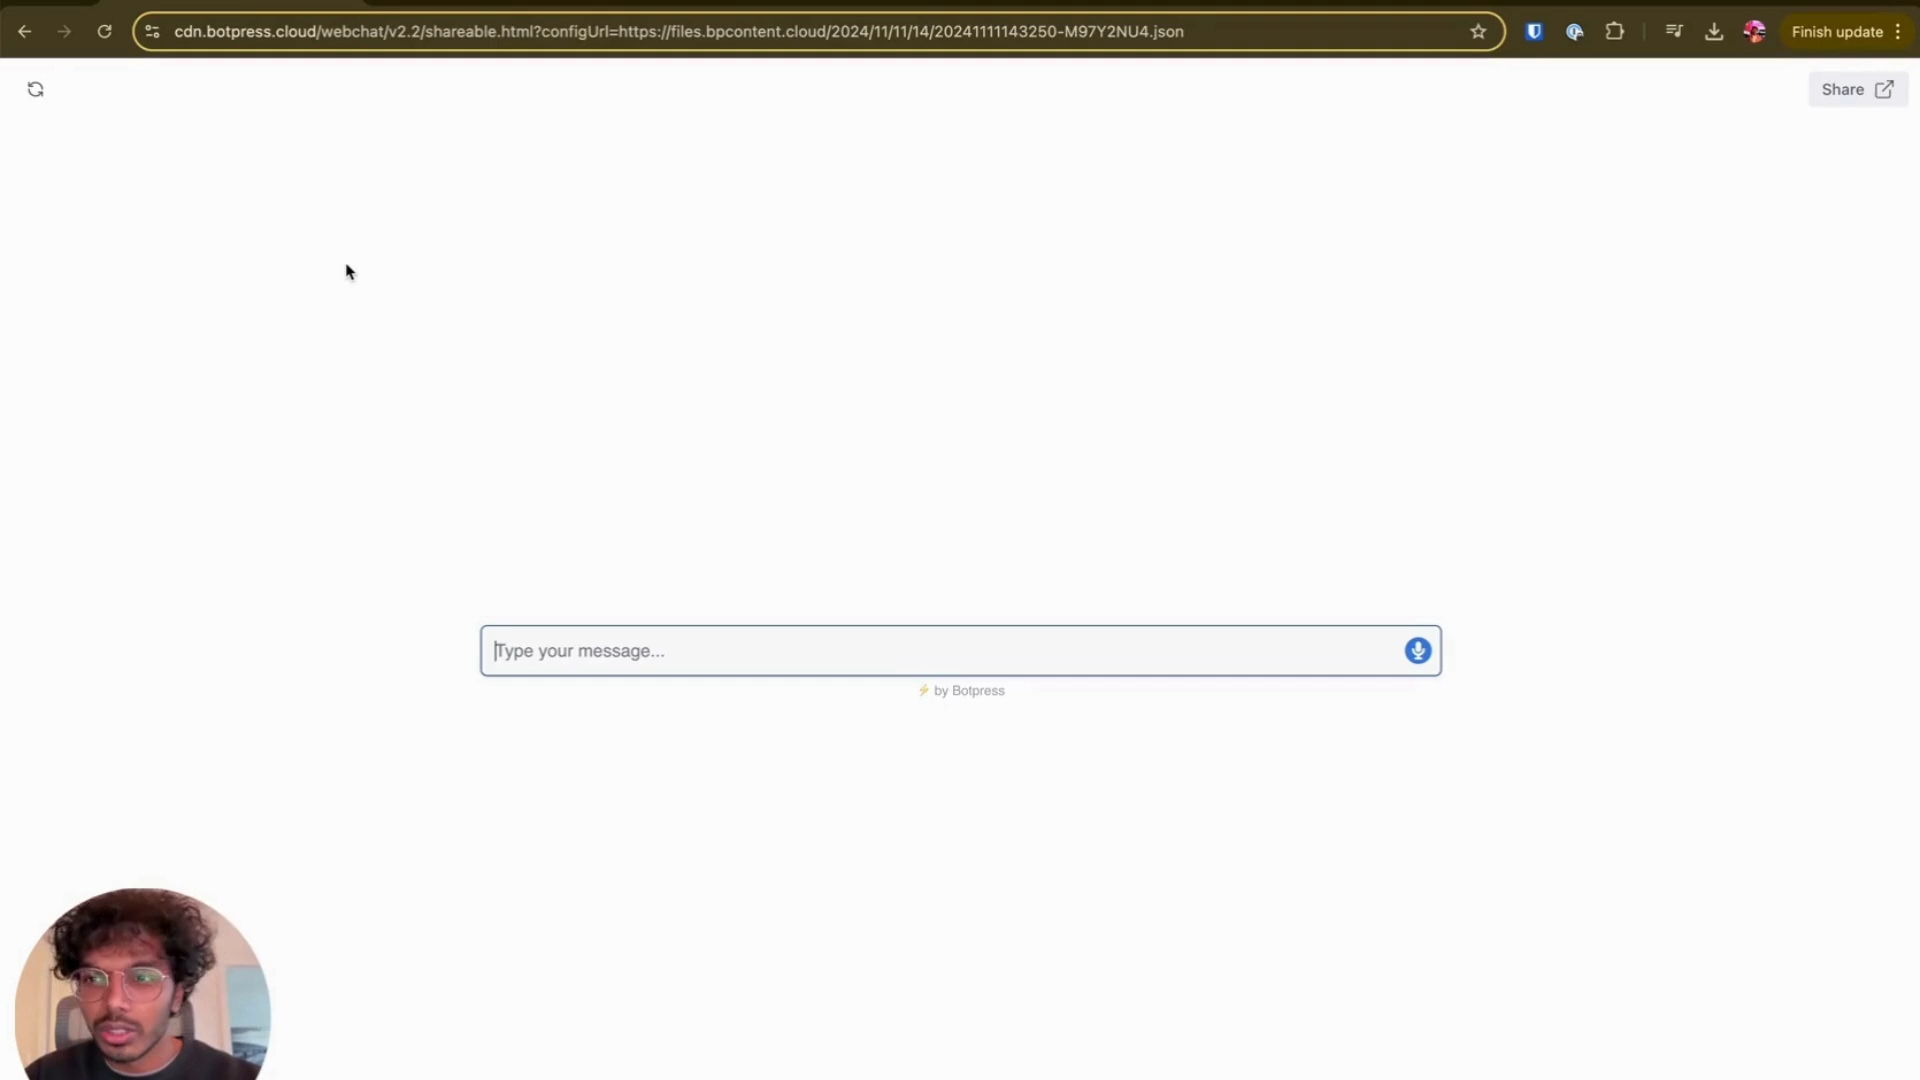 cdn.botpress.cloud/webchat/v2.2/shareable.html?configUrl=https://files.bpcontent.cloud/2024/11/11/14/20241111143250-M97Y2NU4.json
Finish update
Share
Type your message...
⚡ by Botpress